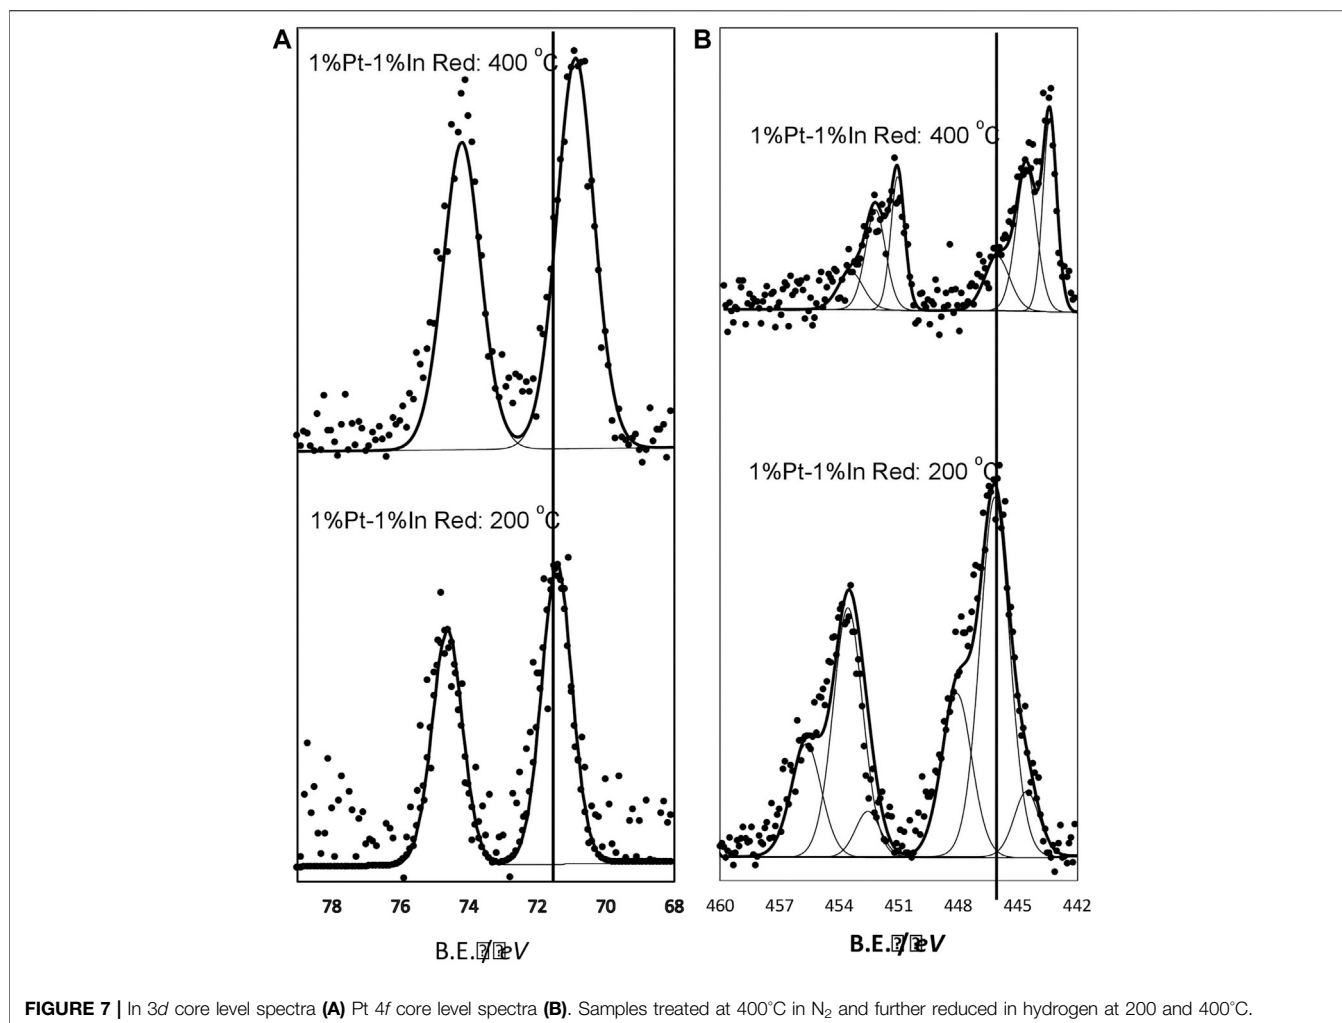 A
1%Pt-1%In Red: 400 °C
1%Pt-1%In Red: 200 °C
78 76 74 72 70 68
B.E./eV
B
1%Pt-1%In Red: 400 °C
1%Pt-1%In Red: 200 °C
460 457 454 451 448 445 442
B.E./eV
FIGURE 7 | In 3d core level spectra (A) Pt 4f core level spectra (B). Samples treated at 400°C in N₂ and further reduced in hydrogen at 200 and 400°C.